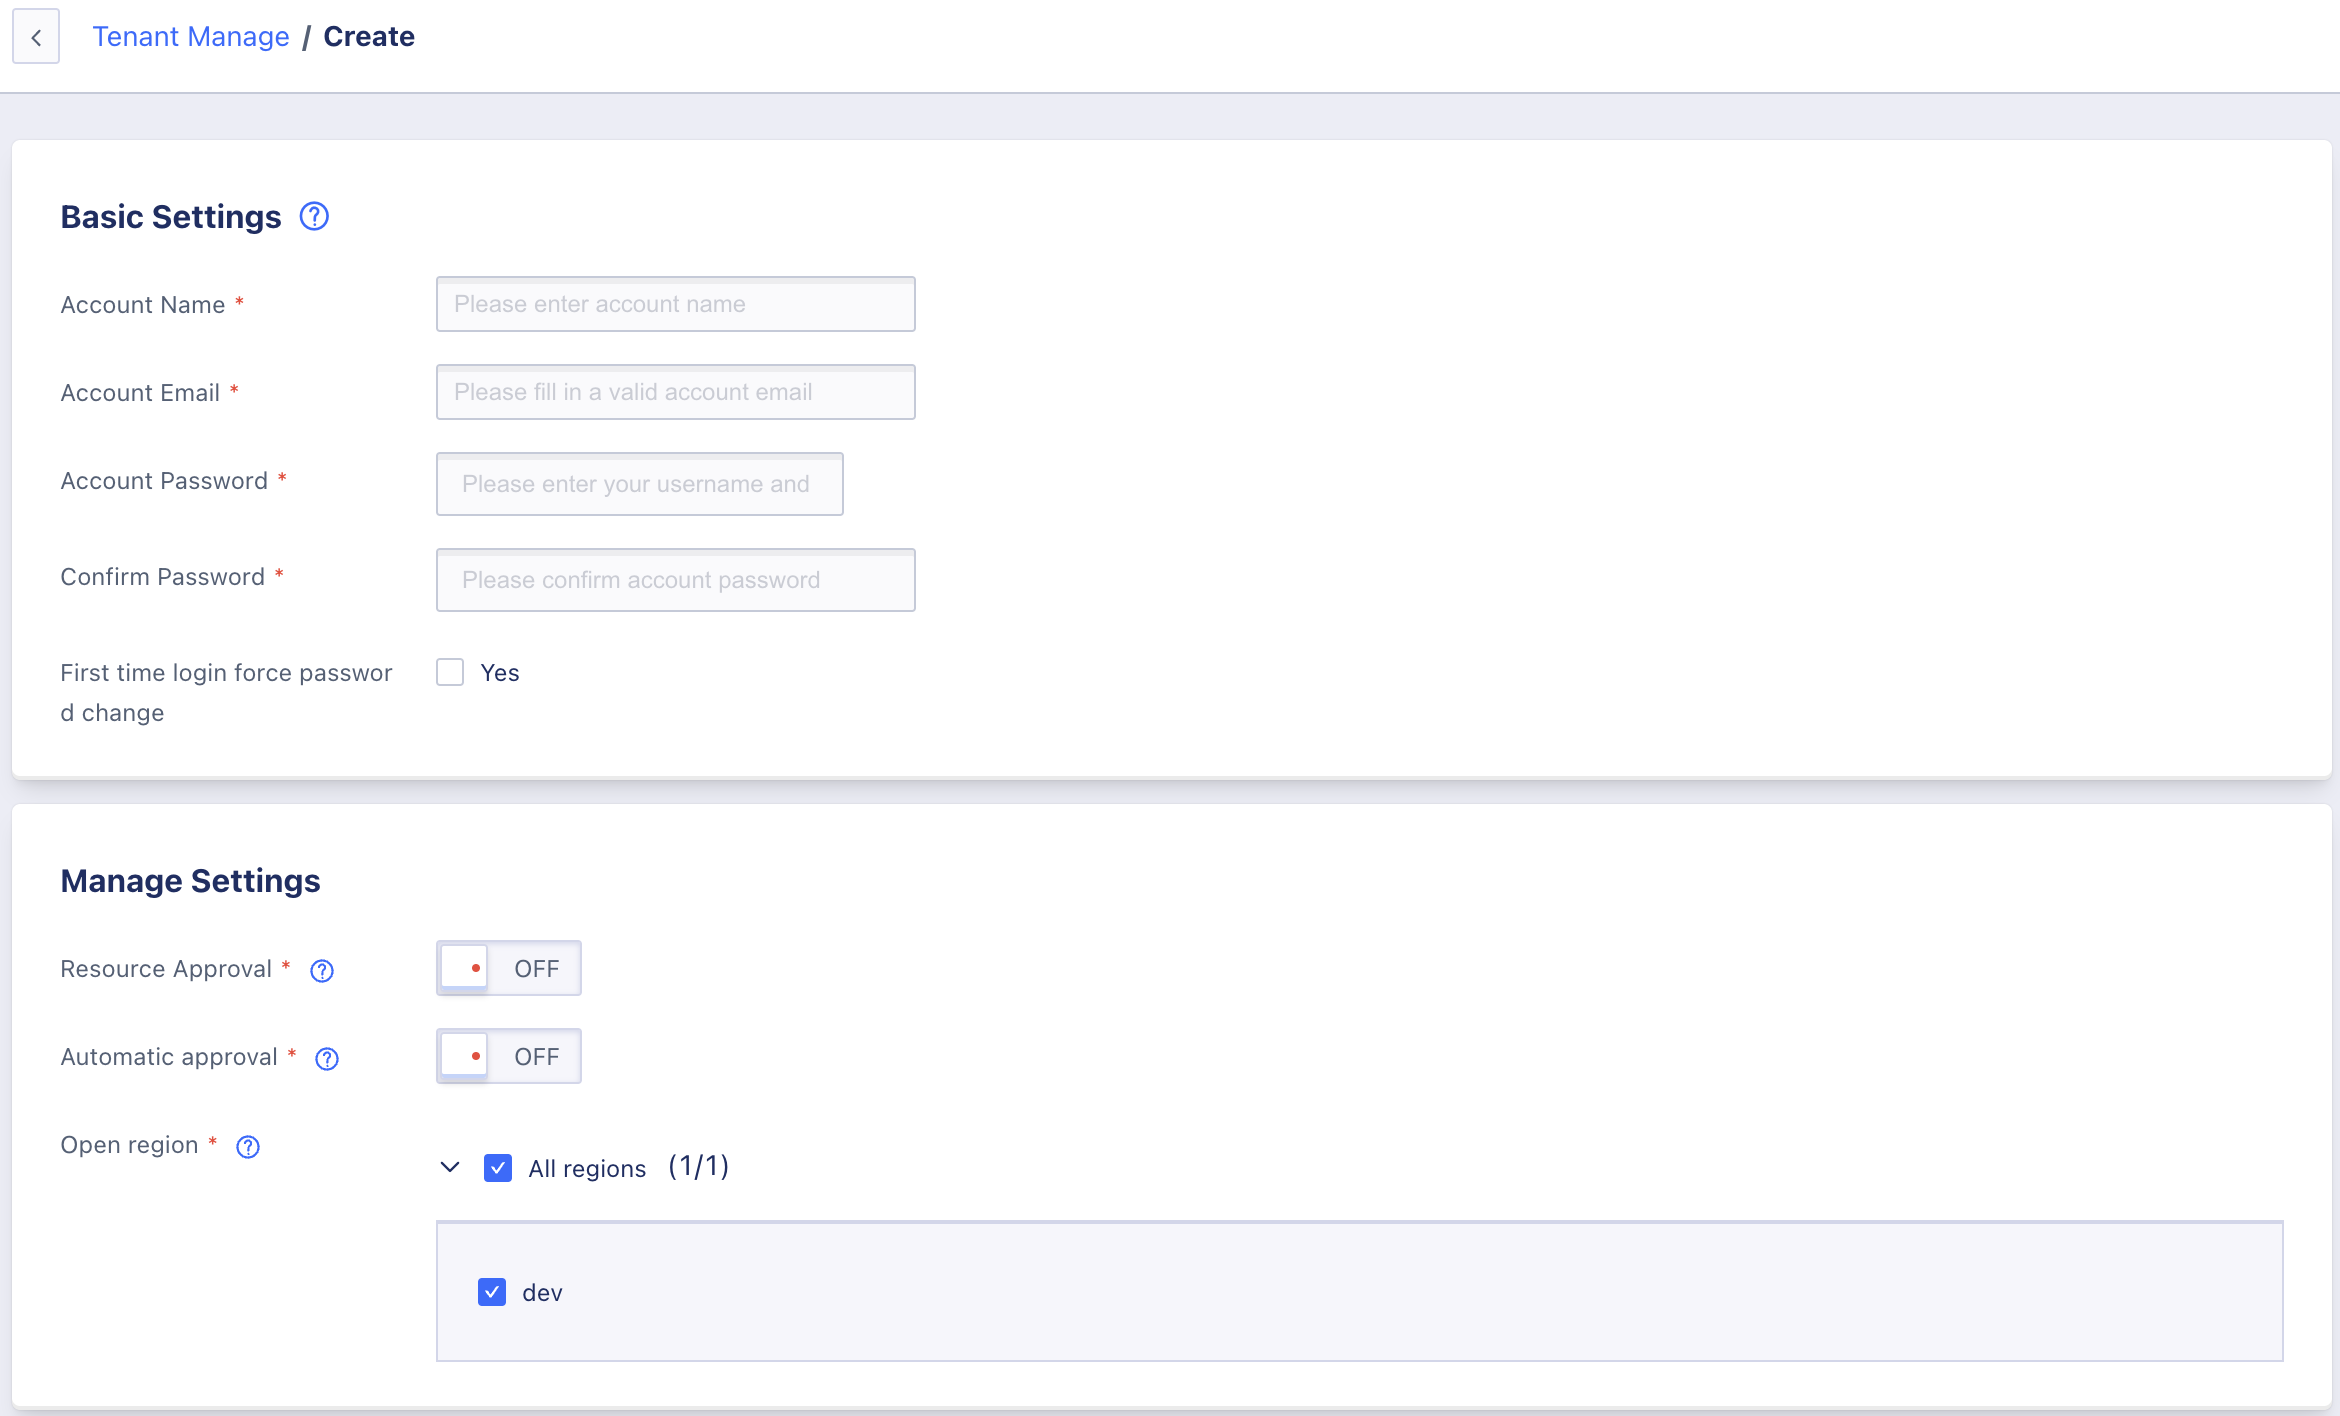 Tenant Manage / Create
Basic Settings ?
Account Name * Please enter account name
Account Email * Please fill in a valid account email
Account Password * Please enter your username and
Confirm Password * Please confirm account password
First time login force passwor Yes
d change
Manage Settings
Resource Approval * ? OFF
Automatic approval * ? OFF
Open region * ?
All regions (1/1)
dev